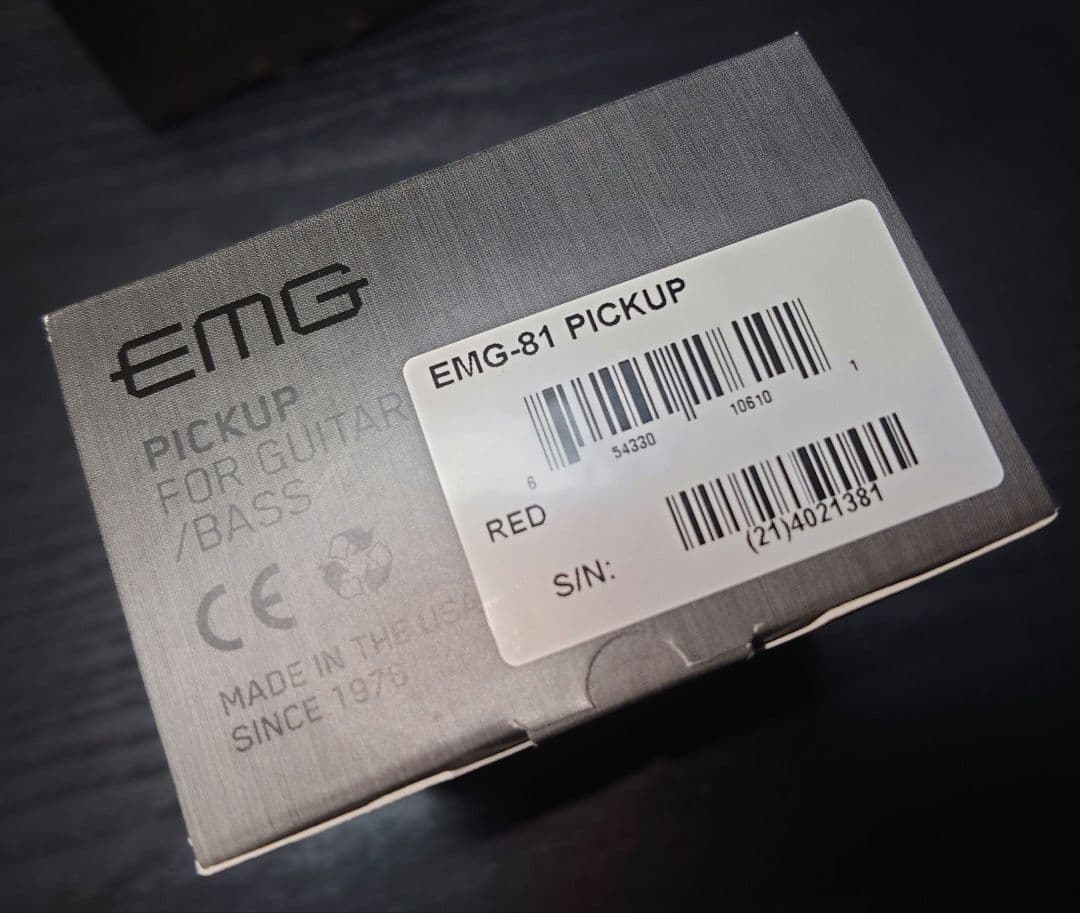 EMG
PICKUP
FOR GUITAR
/BASS
CE
MADE IN THE USA
SINCE 1976
EMG-81 PICKUP
6 54330 10610 1
RED
S/N:
(21)4021381